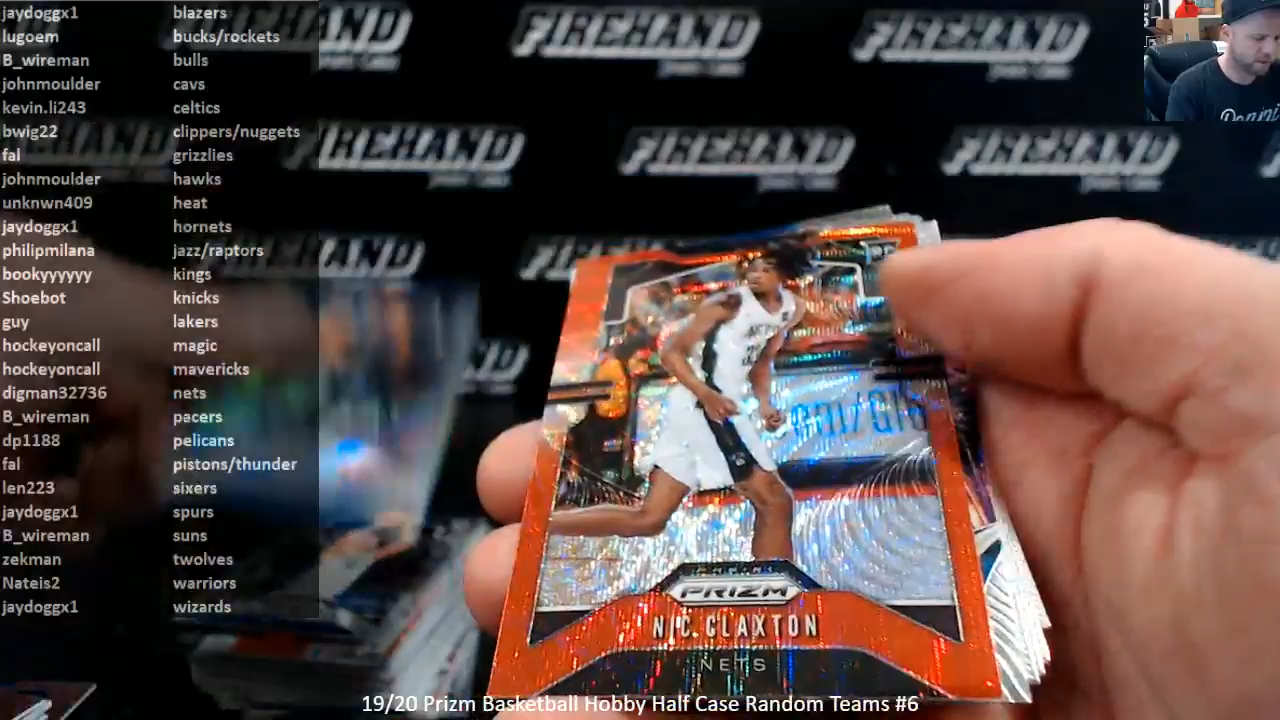 jaydoggx1 blazers
lugoem bucks/rockets
B_wireman bulls
johnmoulder cavs
kevin.li243 celtics
bwig22 clippers/nuggets
fal grizzlies
johnmoulder hawks
unknwn409 heat
jaydoggx1 hornets
philipmilana jazz/raptors
bookyyyyyy kings
Shoebot knicks
guy lakers
hockeyoncall magic
hockeyoncall mavericks
digman32736 nets
B_wireman pacers
dp1188 pelicans
fal pistons/thunder
len223 sixers
jaydoggx1 spurs
B_wireman suns
zekman twolves
Nateis2 warriors
jaydoggx1 wizards
FIREHAND FIREHAND FIREHAND
FIREHAND FIREHAND FIREHAND
FIREHAND
PRIZM
NIC CLAXTON
NETS
19/20 Prizm Basketball Hobby Half Case Random Teams #6